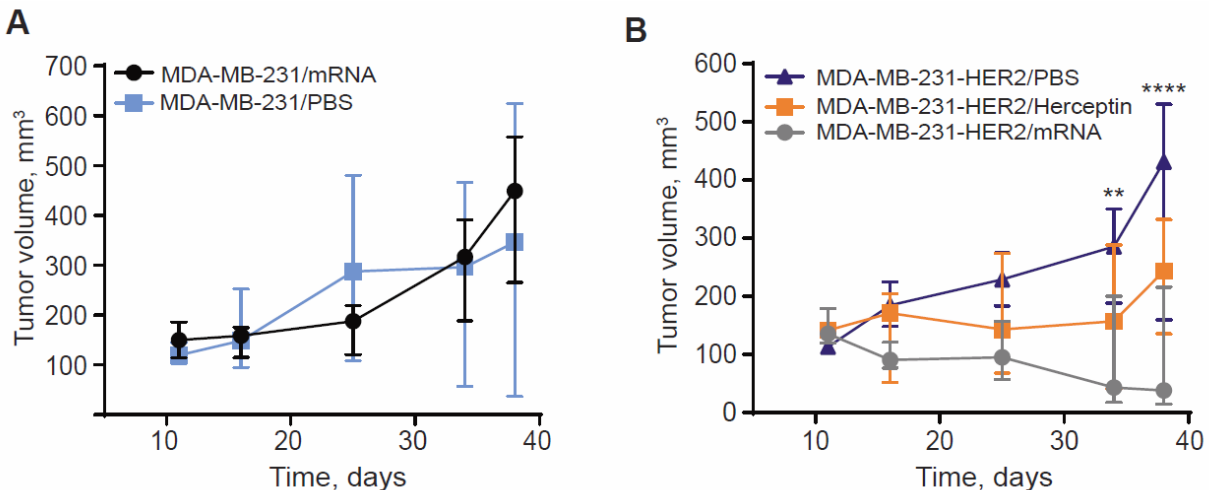 A
Tumor volume, mm³
700
600
500
400
300
200
100
MDA-MB-231/mRNA
MDA-MB-231/PBS
10
20
30
40
Time, days
B
Tumor volume, mm³
600
500
400
300
200
100
0
MDA-MB-231-HER2/PBS
MDA-MB-231-HER2/Herceptin
MDA-MB-231-HER2/mRNA
**
****
10
20
30
40
Time, days